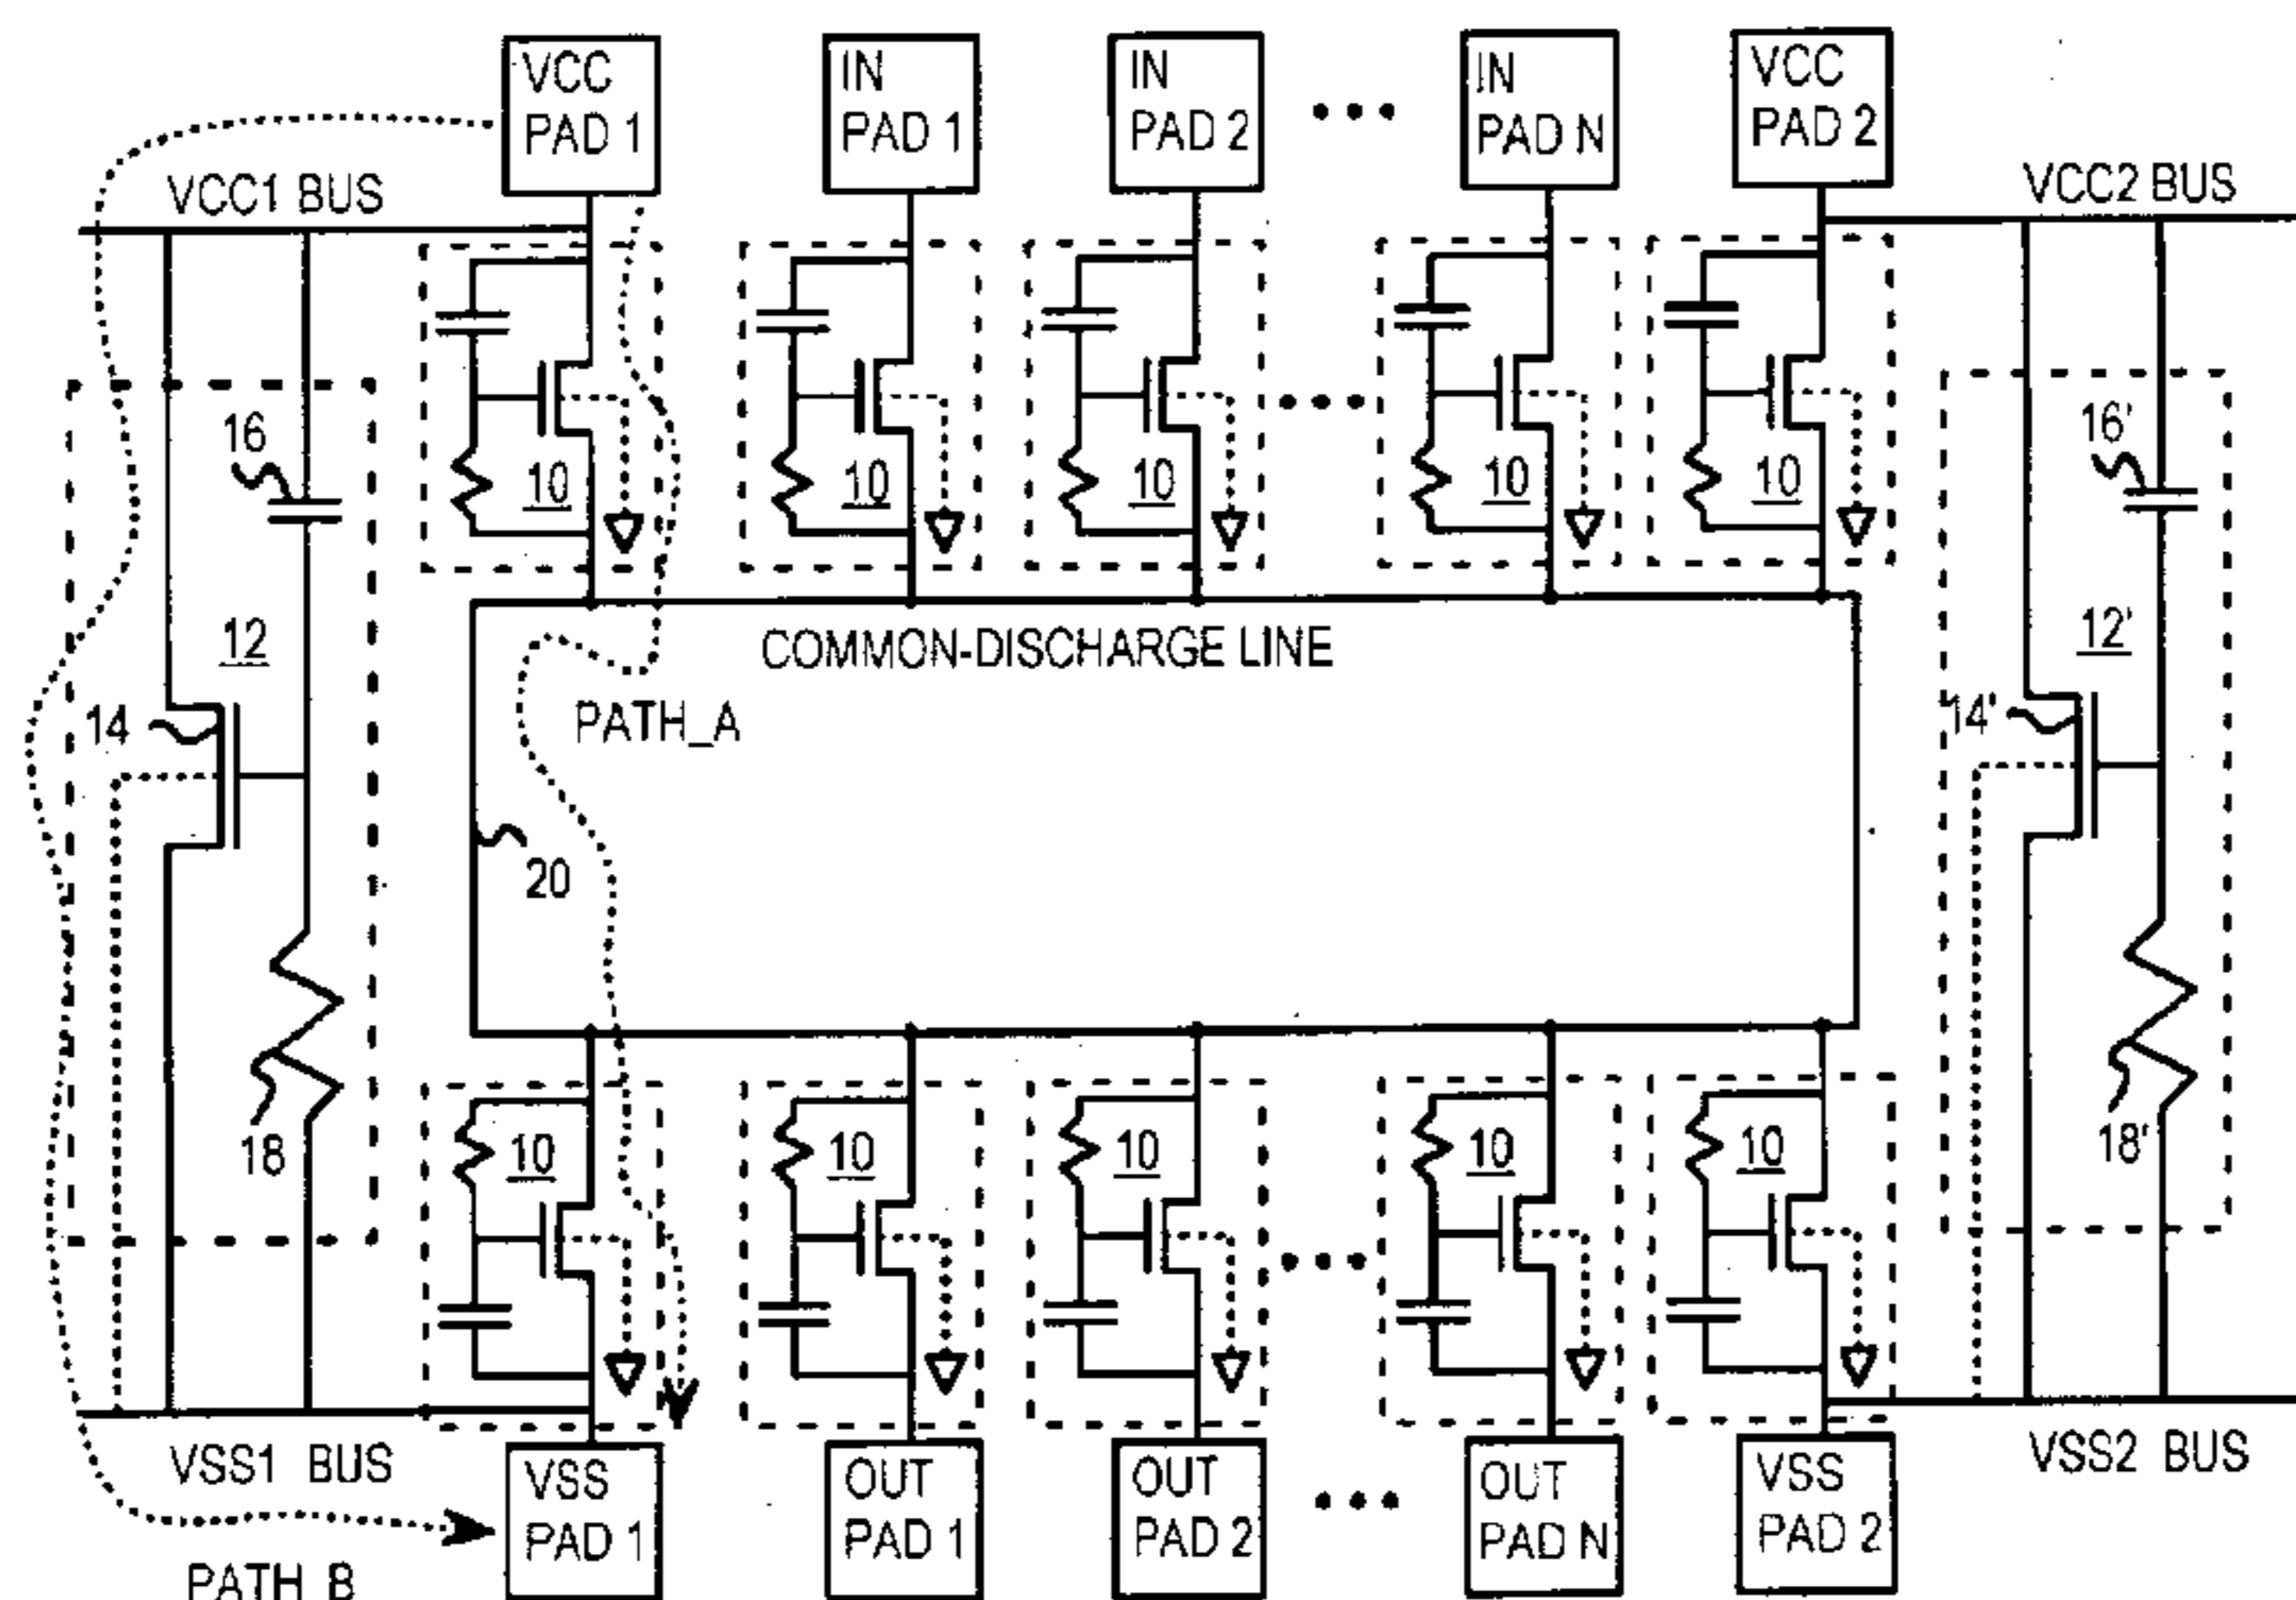 VCC
PAD 1
IN
PAD 1
IN
PAD 2
IN
PAD N
VCC
PAD 2
VCC1 BUS
VCC2 BUS
16
10
10
10
10
10
16'
12
12'
COMMON-DISCHARGE LINE
14
PATH_A
14'
20
18
10
10
10
10
10
18'
VSS1 BUS
VSS2 BUS
VSS
PAD 1
OUT
PAD 1
OUT
PAD 2
OUT
PAD N
VSS
PAD 2
PATH_B